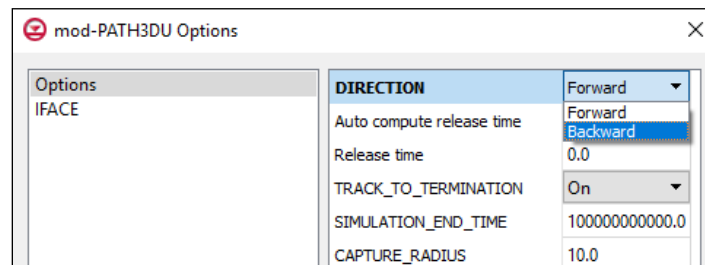 mod-PATH3DU Options
Options
IFACE
DIRECTION Forward
Forward
Auto compute release time
Backward
Release time 0.0
TRACK_TO_TERMINATION On
SIMULATION_END_TIME 100000000000.0
CAPTURE_RADIUS 10.0